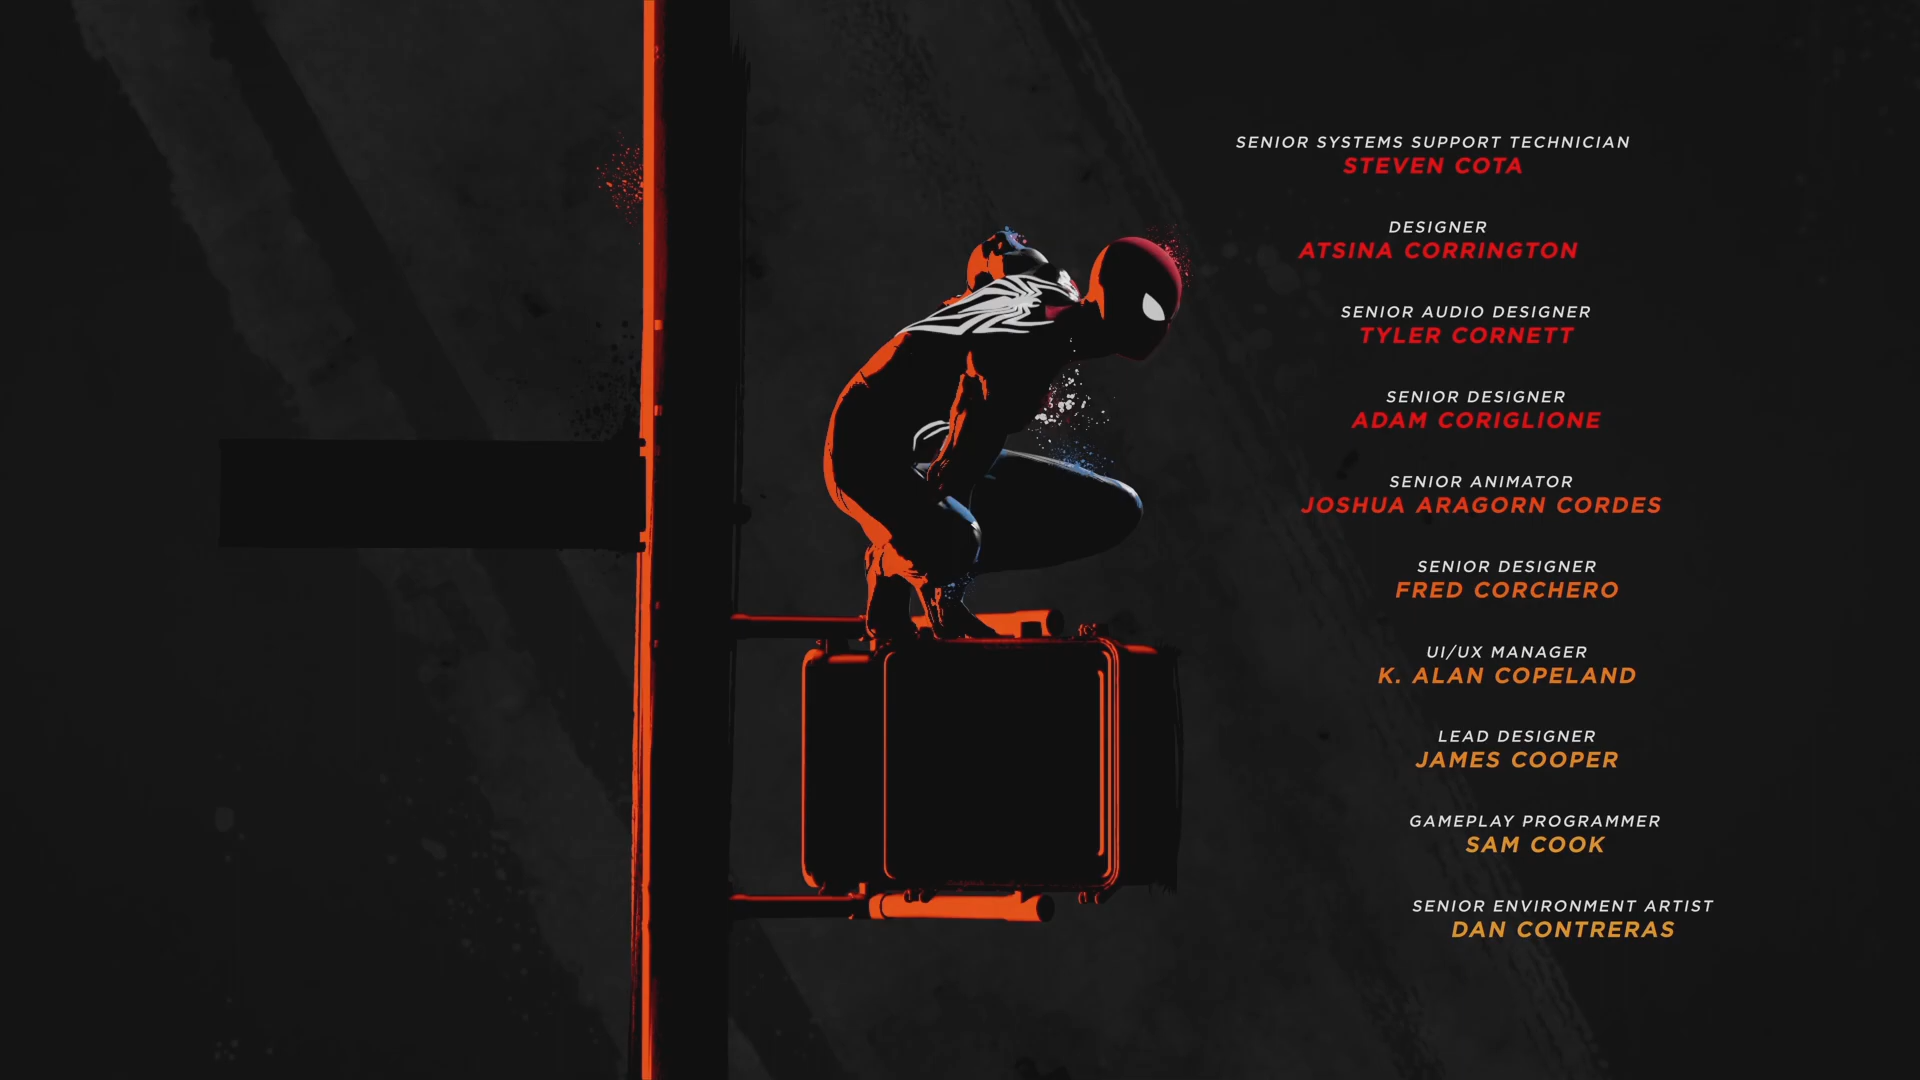 SENIOR SYSTEMS SUPPORT TECHNICIAN
STEVEN COTA
DESIGNER
ATSINA CORRINGTON
SENIOR AUDIO DESIGNER
TYLER CORNETT
SENIOR DESIGNER
ADAM CORIGLIONE
SENIOR ANIMATOR
JOSHUA ARAGORN CORDES
SENIOR DESIGNER
FRED CORCHERO
UI/UX MANAGER
K. ALAN COPELAND
LEAD DESIGNER
JAMES COOPER
GAMEPLAY PROGRAMMER
SAM COOK
SENIOR ENVIRONMENT ARTIST
DAN CONTRERAS